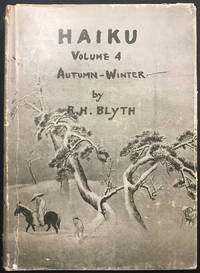 HAIKU
VOLUME 4
AUTUMN-WINTER
by
R.H. BLYTH